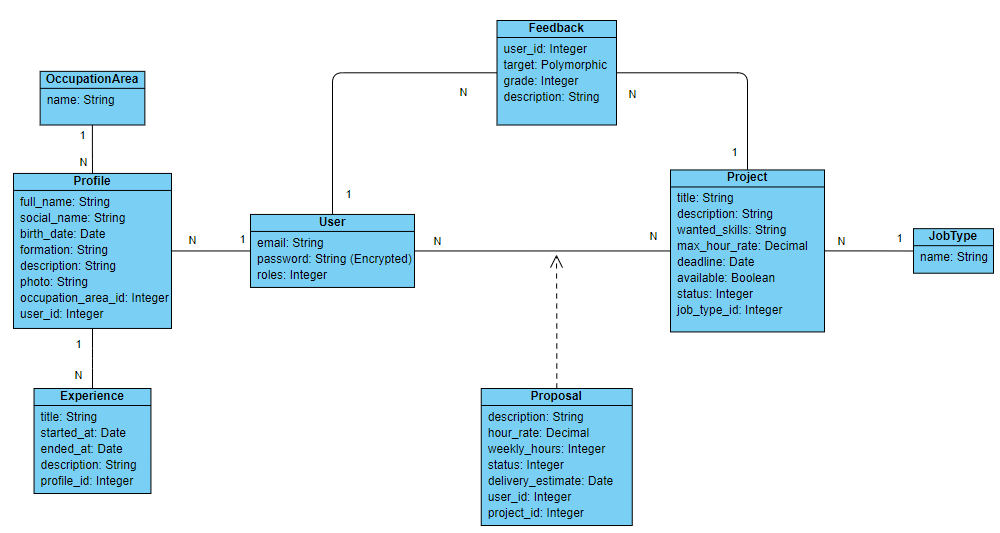 Feedback
user_id: Integer
target: Polymorphic
grade: Integer
description: String
N
N
1
1
OccupationArea
name: String
1
N
Profile
full_name: String
social_name: String
birth_date: Date
formation: String
description: String
photo: String
occupation_area_id: Integer
user_id: Integer
N
1
User
email: String
password: String (Encrypted)
roles: Integer
N
N
Project
title: String
description: String
wanted_skills: String
max_hour_rate: Decimal
deadline: Date
available: Boolean
status: Integer
job_type_id: Integer
N
1
JobType
name: String
1
N
Experience
title: String
started_at: Date
ended_at: Date
description: String
profile_id: Integer
Proposal
description: String
hour_rate: Decimal
weekly_hours: Integer
status: Integer
delivery_estimate: Date
user_id: Integer
project_id: Integer